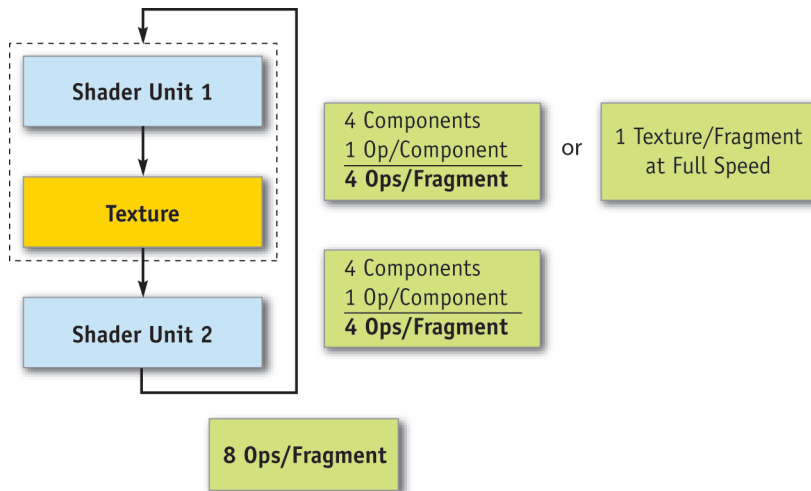 Shader Unit 1
Texture
Shader Unit 2
4 Components
1 Op/Component
4 Ops/Fragment
or
1 Texture/Fragment
at Full Speed
4 Components
1 Op/Component
4 Ops/Fragment
8 Ops/Fragment